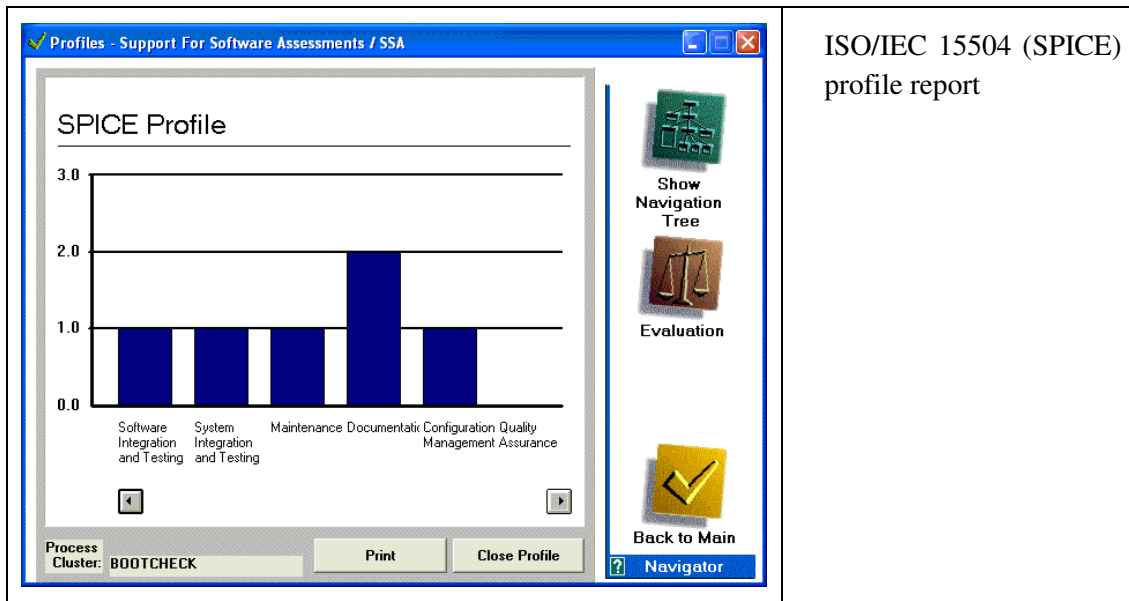 Profiles - Support For Software Assessments / SSA
SPICE Profile
3.0
2.0
1.0
0.0
Software
Integration
and Testing
System
Integration
and Testing
Maintenance
Documentatic
Configuration
Management
Quality
Assurance
Process
Cluster:
BOOTCHECK
Print
Close Profile
Show
Navigation
Tree
Evaluation
Back to Main
? Navigator
ISO/IEC 15504 (SPICE)
profile report